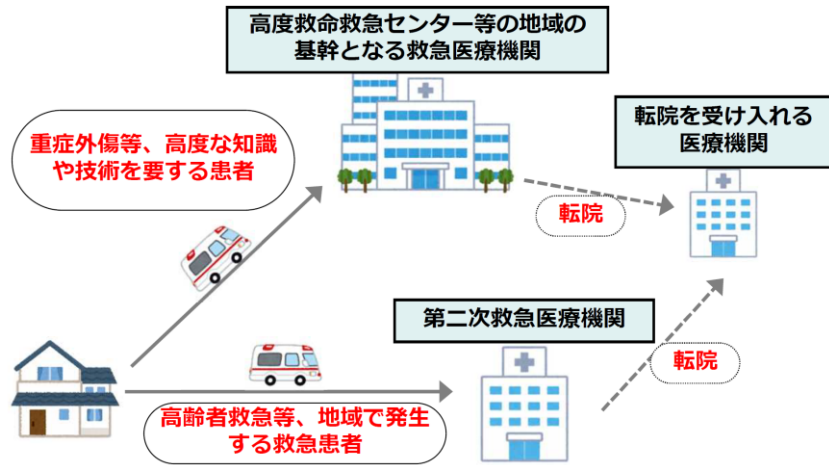 高度救命救急センター等の地域の
基幹となる救急医療機関
転院を受け入れる
医療機関
重症外傷等、高度な知識
や技術を要する患者
転院
第二次救急医療機関
転院
高齢者救急等、地域で発生
する救急患者